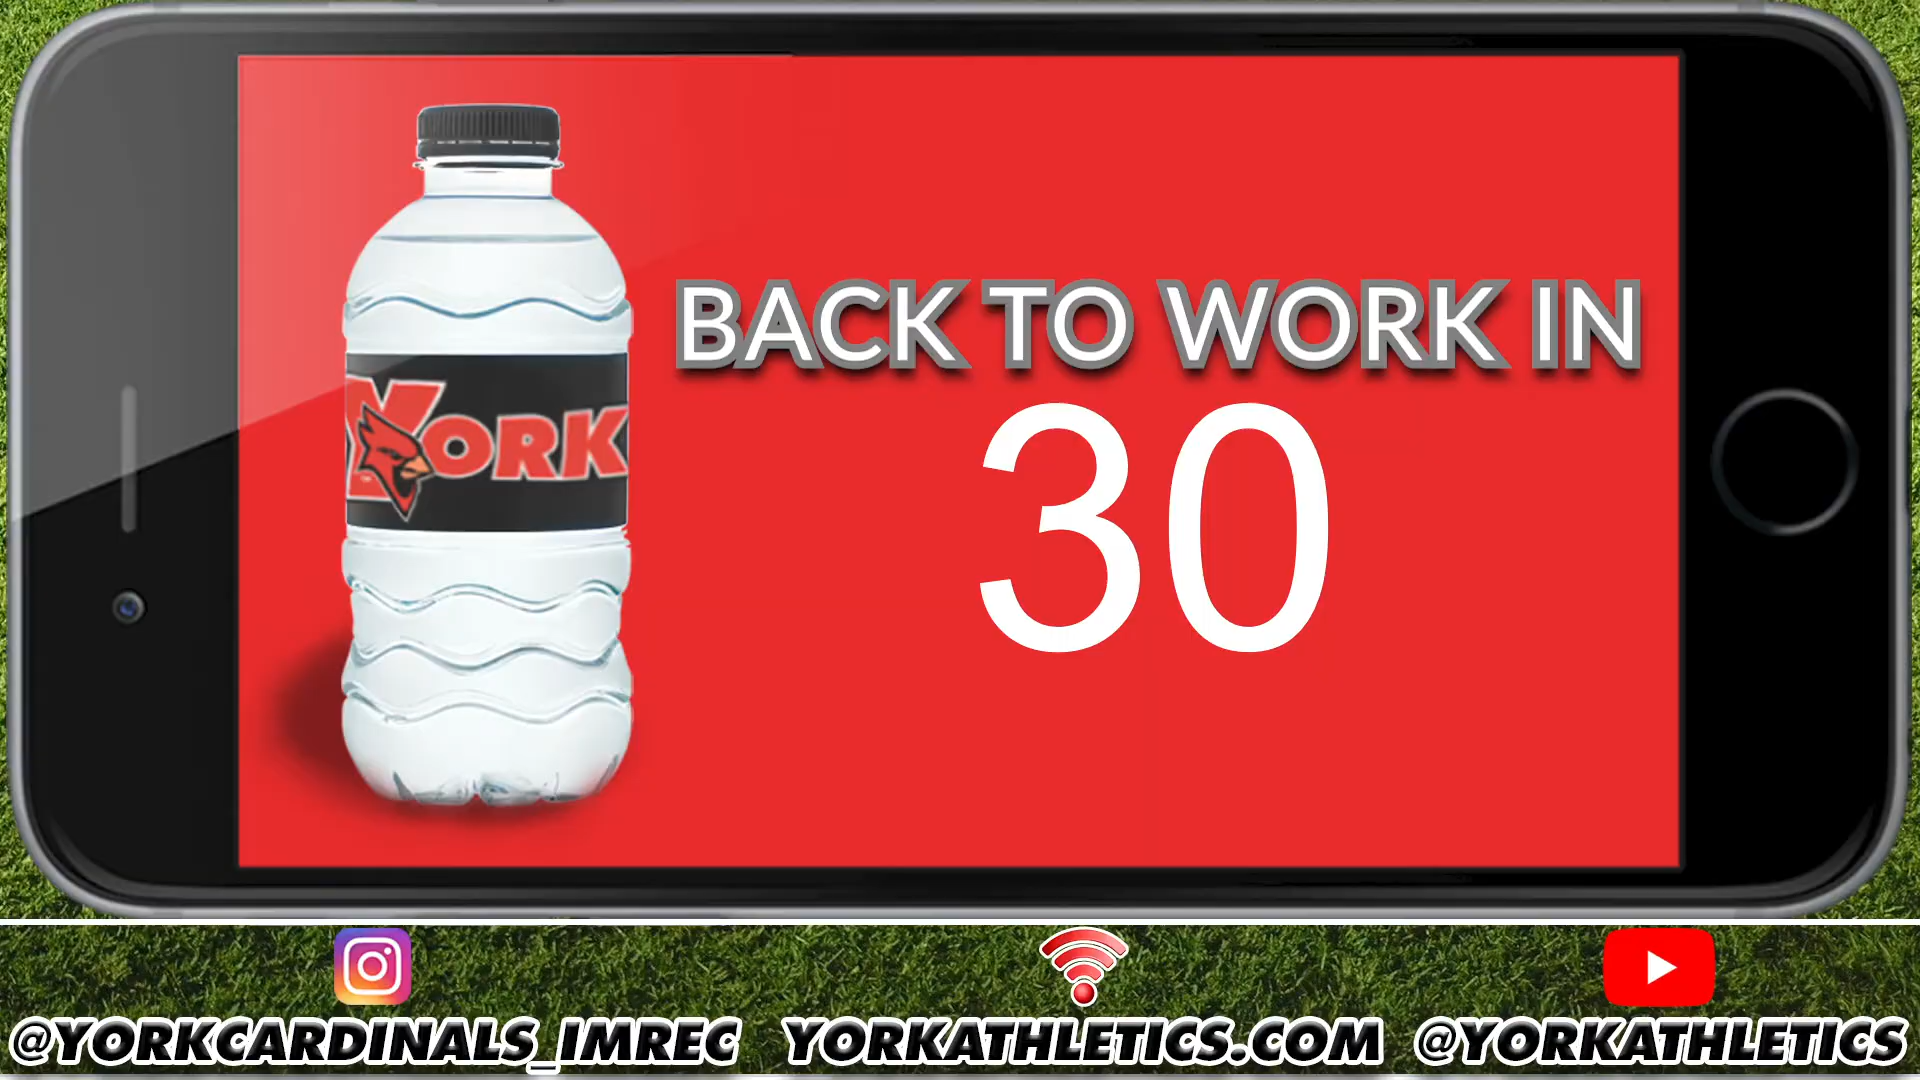 BACK TO WORK IN
30
YORK
@YORKCARDINALS_IMREC
YORKATHLETICS.COM
@YORKATHLETICS